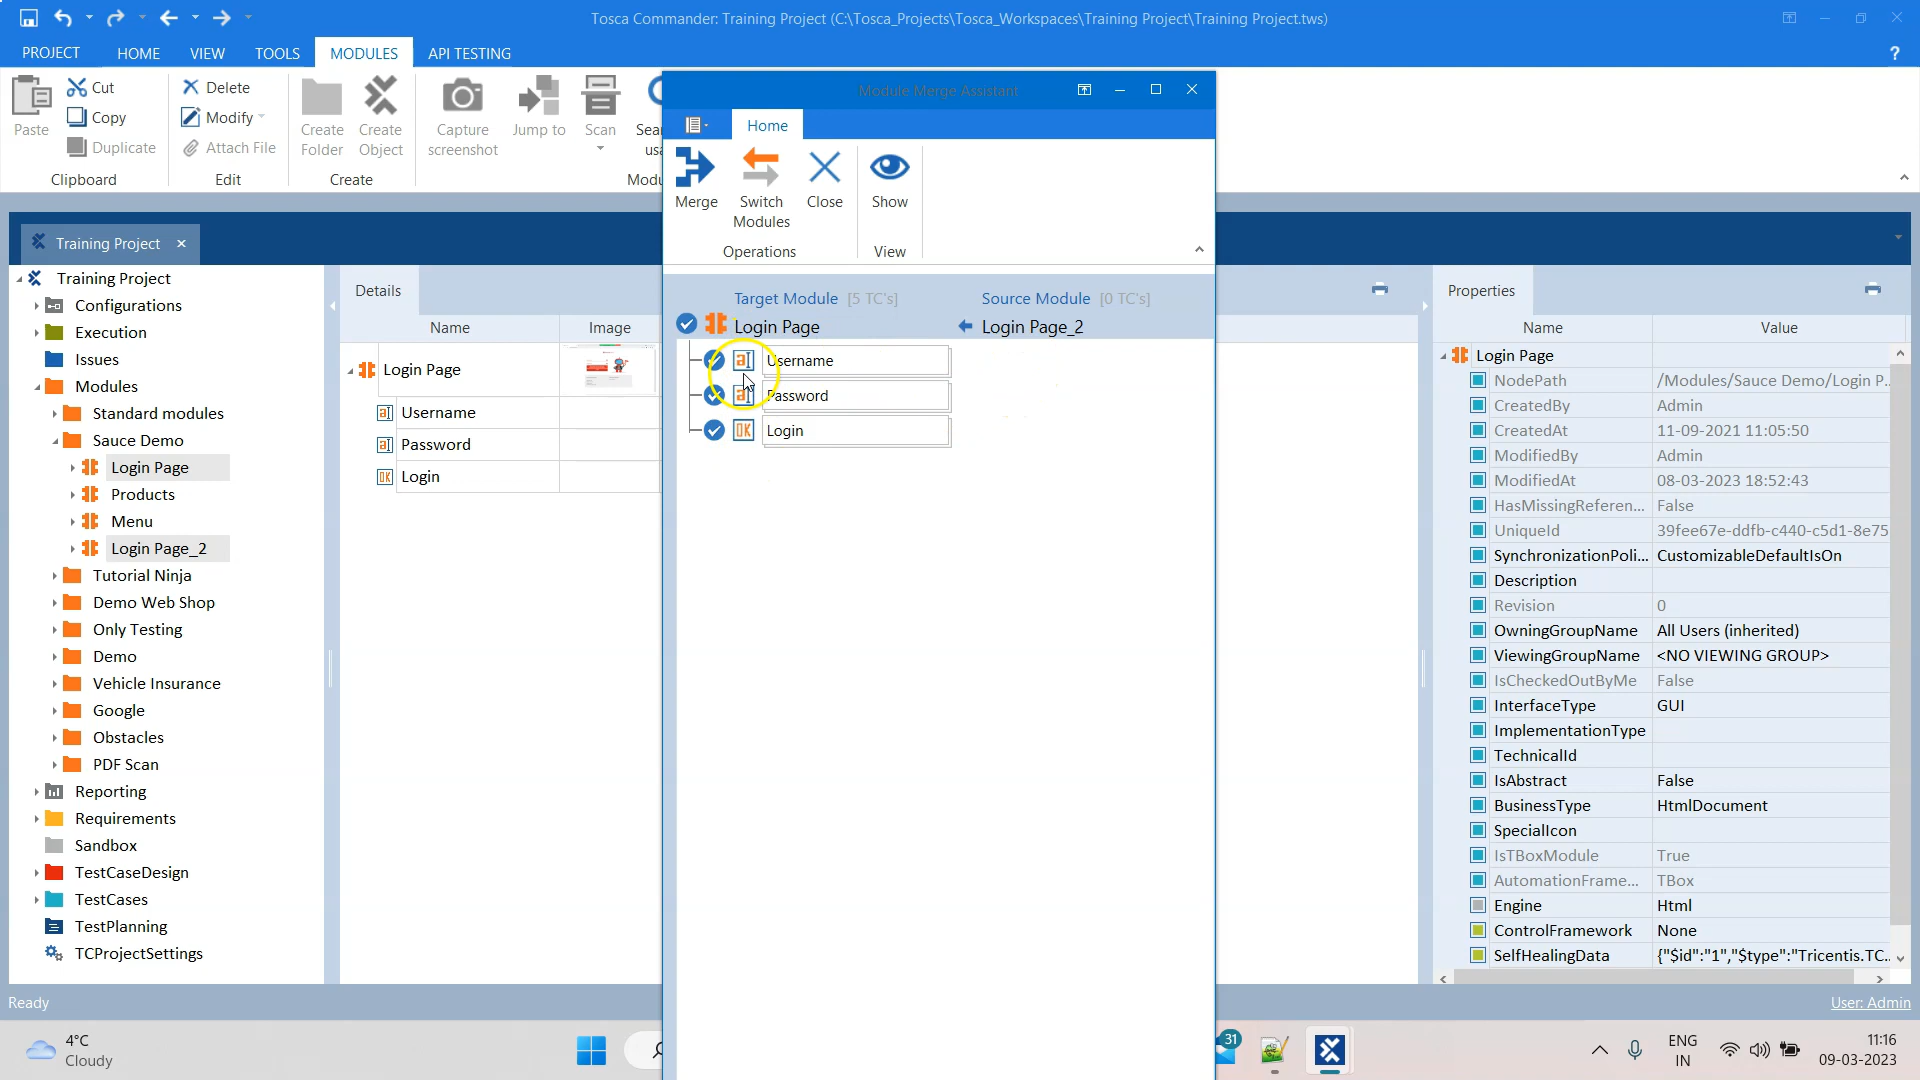 Tosca Commander: Training Project (C:\Tosca_Projects\Tosca_Workspaces\Training Project\Training Project.tws)
PROJECT HOME VIEW TOOLS MODULES API TESTING ?
Paste Cut Copy Duplicate
Clipboard
Delete Modify Attach File
Edit
Create Folder Create Object
Create
Capture screenshot Jump to Scan
Module Merge Assistant
Home
Merge Switch Modules Close Show
Operations View
Target Module [5 TC's] Source Module [0 TC's]
Login Page Login Page_2
Username
Password
Login
Training Project
Training Project
Configurations
Execution
Issues
Modules
Standard modules
Sauce Demo
Login Page
Products
Menu
Login Page_2
Tutorial Ninja
Demo Web Shop
Only Testing
Demo
Vehicle Insurance
Google
Obstacles
PDF Scan
Reporting
Requirements
Sandbox
TestCaseDesign
TestCases
TestPlanning
TCProjectSettings
Details
Name Image
Login Page
Username
Password
Login
Properties
Name Value
Login Page
NodePath /Modules/Sauce Demo/Login P...
CreatedBy Admin
CreatedAt 11-09-2021 11:05:50
ModifiedBy Admin
ModifiedAt 08-03-2023 18:52:43
HasMissingReferen... False
UniqueId 39fee67e-ddfb-c440-c5d1-8e75
SynchronizationPoli... CustomizableDefaultIsOn
Description
Revision 0
OwningGroupName All Users (inherited)
ViewingGroupName <NO VIEWING GROUP>
IsCheckedOutByMe False
InterfaceType GUI
ImplementationType
TechnicalId
IsAbstract False
BusinessType HtmlDocument
SpecialIcon
IsTBoxModule True
AutomationFrame... TBox
Engine Html
ControlFramework None
SelfHealingData {"$id":"1","$type":"Tricentis.TC...
Ready User: Admin
4°C
Cloudy
31
ENG
IN
11:16
09-03-2023